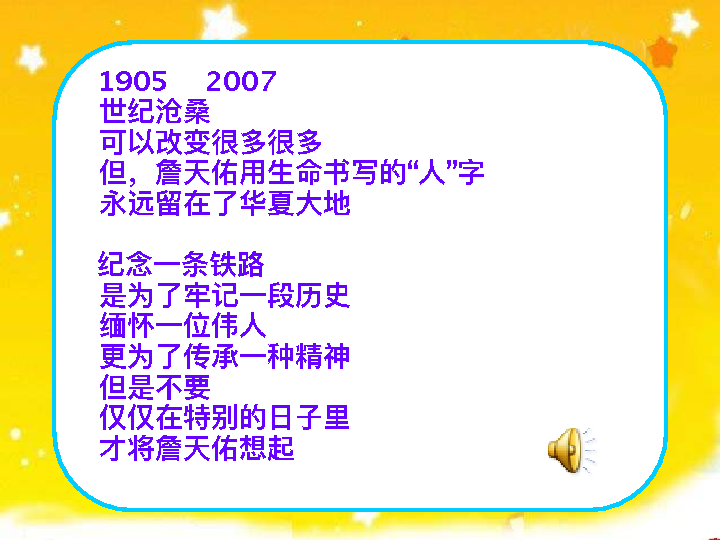 1905 2007
世纪沧桑
可以改变很多很多
但，詹天佑用生命书写的“人”字
永远留在了华夏大地
纪念一条铁路
是为了牢记一段历史
缅怀一位伟人
更为了传承一种精神
但是不要
仅仅在特别的日子里
才将詹天佑想起